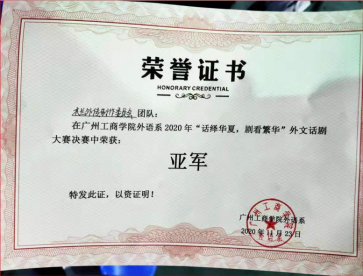 荣誉证书
HONORARY CREDENTIAL
团队：
在广州工商学院外语系2020年“话绎华夏，剧看繁华”外文话剧
大赛决赛中荣获：
亚军
特发此证，以资证明！
广州工商学院外语系
2020年11月25日